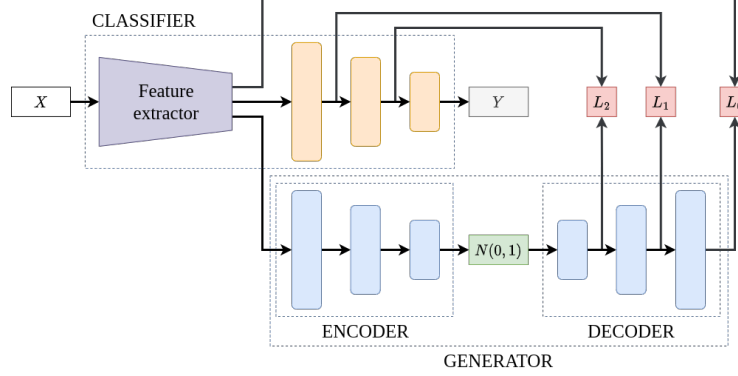 CLASSIFIER
X
Feature
extractor
Y
L₂
L₁
L
N(0,1)
ENCODER
DECODER
GENERATOR